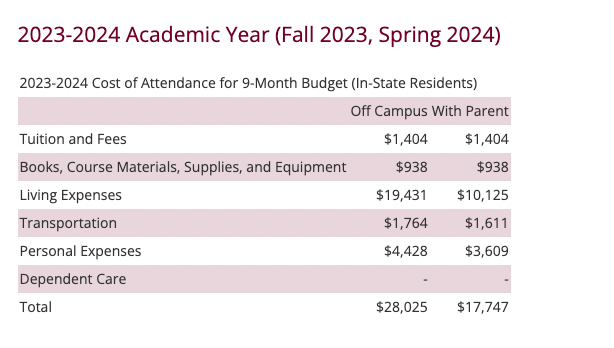 2023-2024 Academic Year (Fall 2023, Spring 2024)
2023-2024 Cost of Attendance for 9-Month Budget (In-State Residents)
Off Campus With Parent
Tuition and Fees $1,404 $1,404
Books, Course Materials, Supplies, and Equipment $938 $938
Living Expenses $19,431 $10,125
Transportation $1,764 $1,611
Personal Expenses $4,428 $3,609
Dependent Care - -
Total $28,025 $17,747